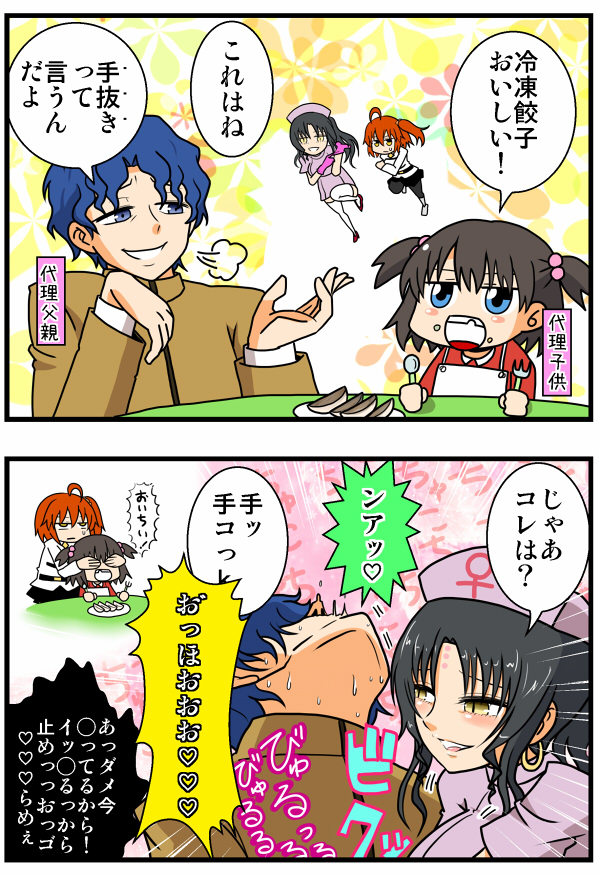 冷凍餃子
おいしい！
これはね
手抜き
って
言うん
だよ
代理父親
代理子供
じゃあ
コレは？
ンアッ♡
手ッ
手コっ
おいちぃ
お゛っほおおお♡♡♡
ビクッ
びゅるっ
びゅるるる
あっダメ今
〇ってるから！
イッ〇るっから
止めっっおっゴ
♡♡♡らめぇ